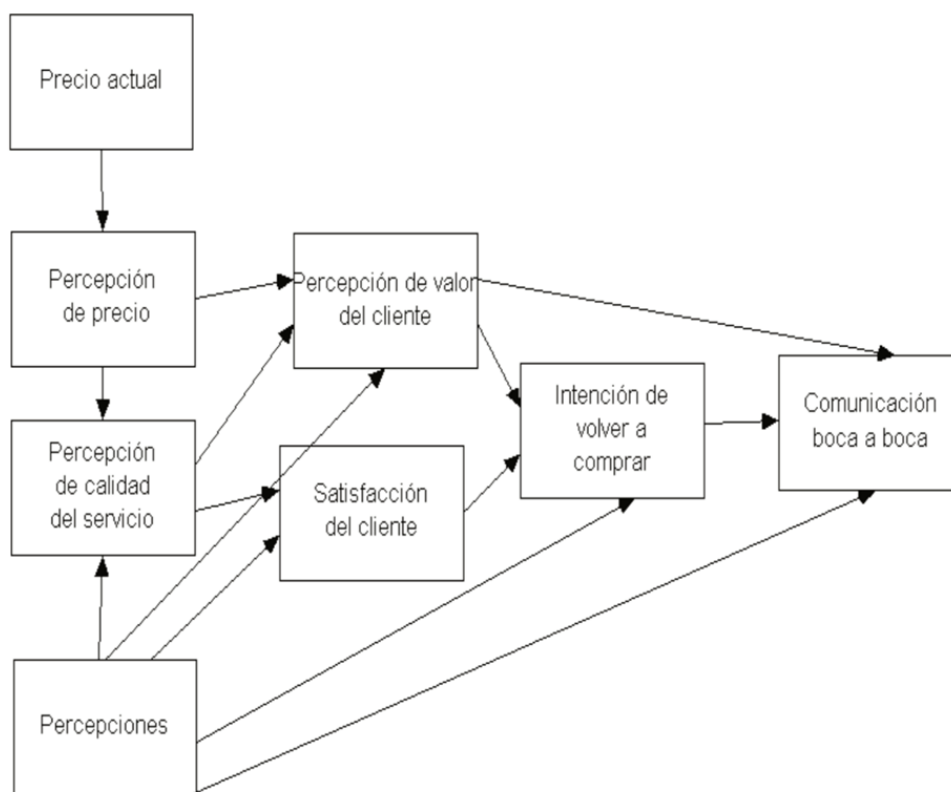 Precio actual
Percepción
de precio
Percepción de valor
del cliente
Percepción
de calidad
del servicio
Satisfacción
del cliente
Intención de
volver a
comprar
Comunicación
boca a boca
Percepciones